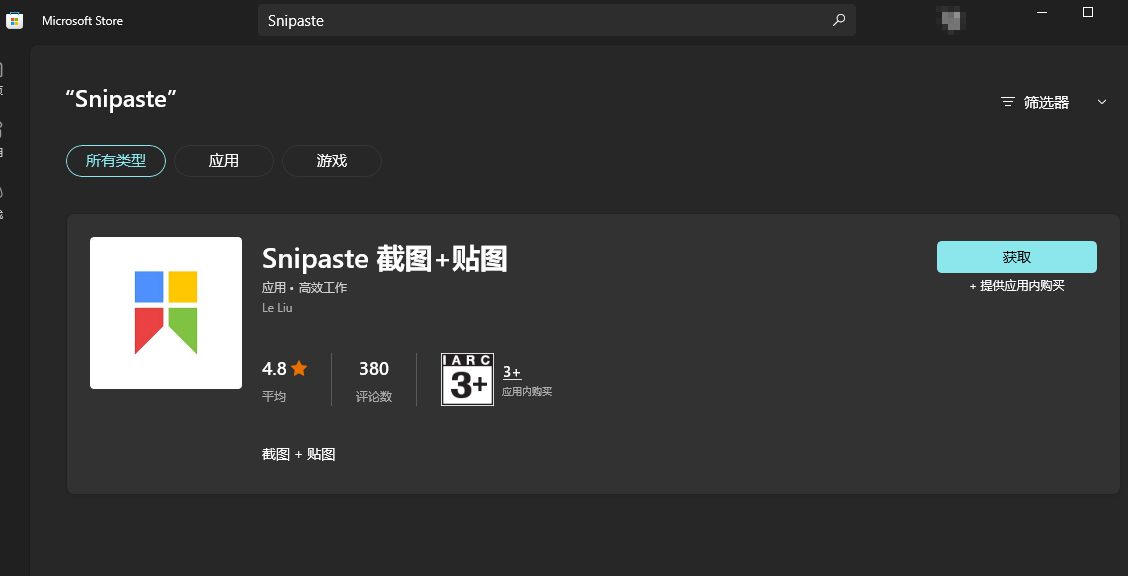 Microsoft Store
Snipaste
“Snipaste”
筛选器
所有类型
应用
游戏
Snipaste 截图+贴图
获取
应用 • 高效工作
+ 提供应用内购买
Le Liu
IARC
4.8
380
3+
3+
平均
评论数
应用内购买
截图 + 贴图